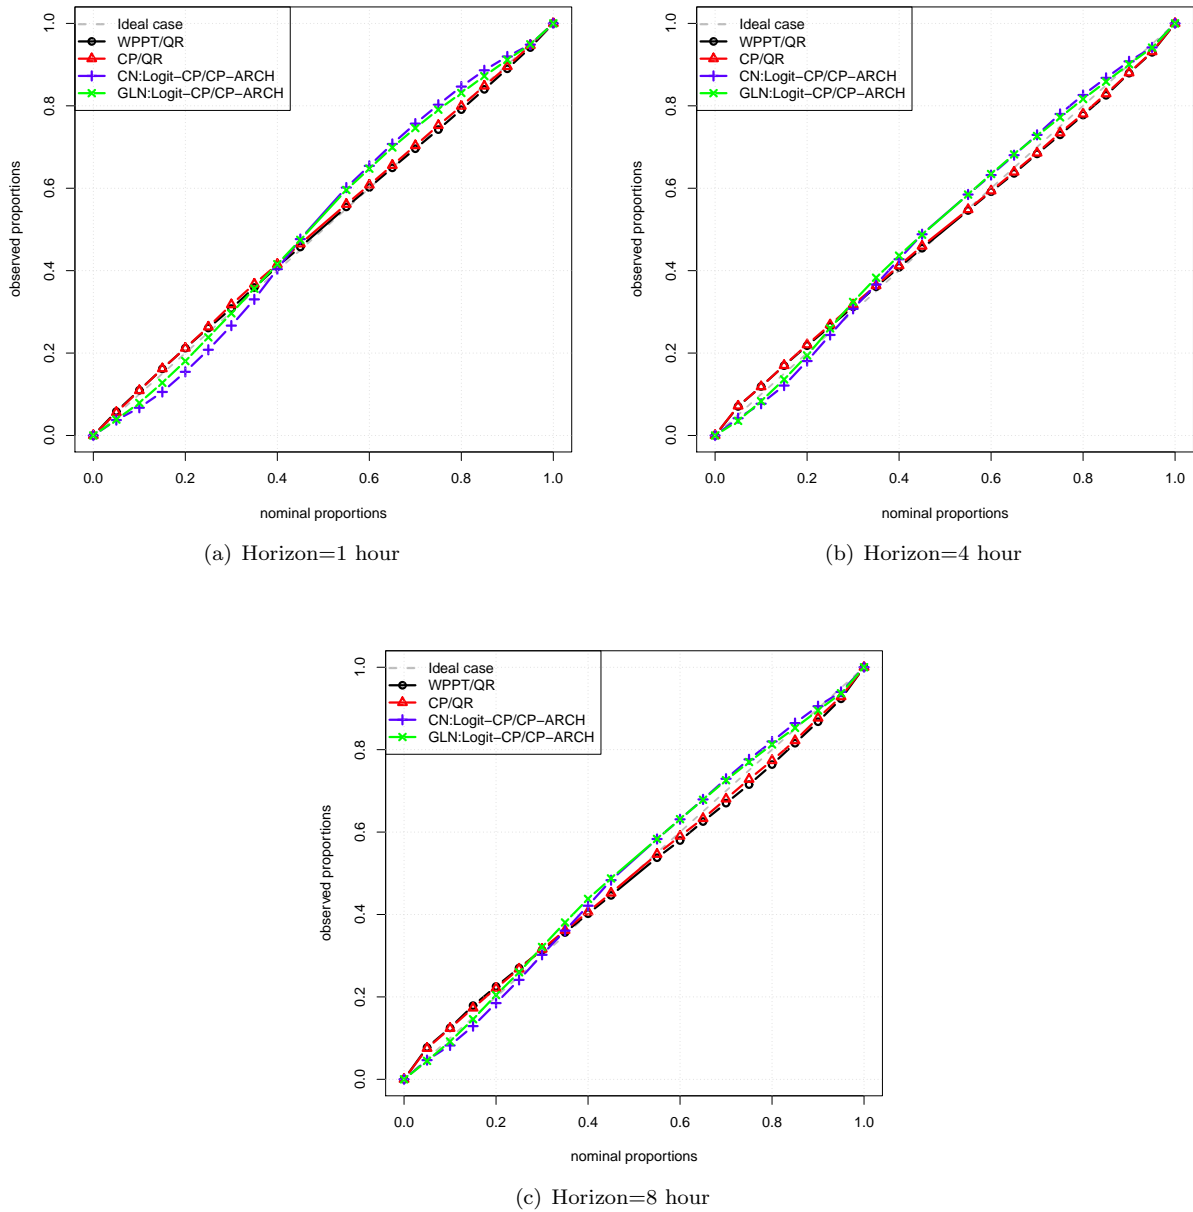 Ideal case
WPPT/QR
CP/QR
CN:Logit−CP/CP−ARCH
GLN:Logit−CP/CP−ARCH
observed proportions
0.0 0.2 0.4 0.6 0.8 1.0
0.0 0.2 0.4 0.6 0.8 1.0
nominal proportions
(a) Horizon=1 hour
Ideal case
WPPT/QR
CP/QR
CN:Logit−CP/CP−ARCH
GLN:Logit−CP/CP−ARCH
observed proportions
0.0 0.2 0.4 0.6 0.8 1.0
0.0 0.2 0.4 0.6 0.8 1.0
nominal proportions
(b) Horizon=4 hour
Ideal case
WPPT/QR
CP/QR
CN:Logit−CP/CP−ARCH
GLN:Logit−CP/CP−ARCH
observed proportions
0.0 0.2 0.4 0.6 0.8 1.0
0.0 0.2 0.4 0.6 0.8 1.0
nominal proportions
(c) Horizon=8 hour